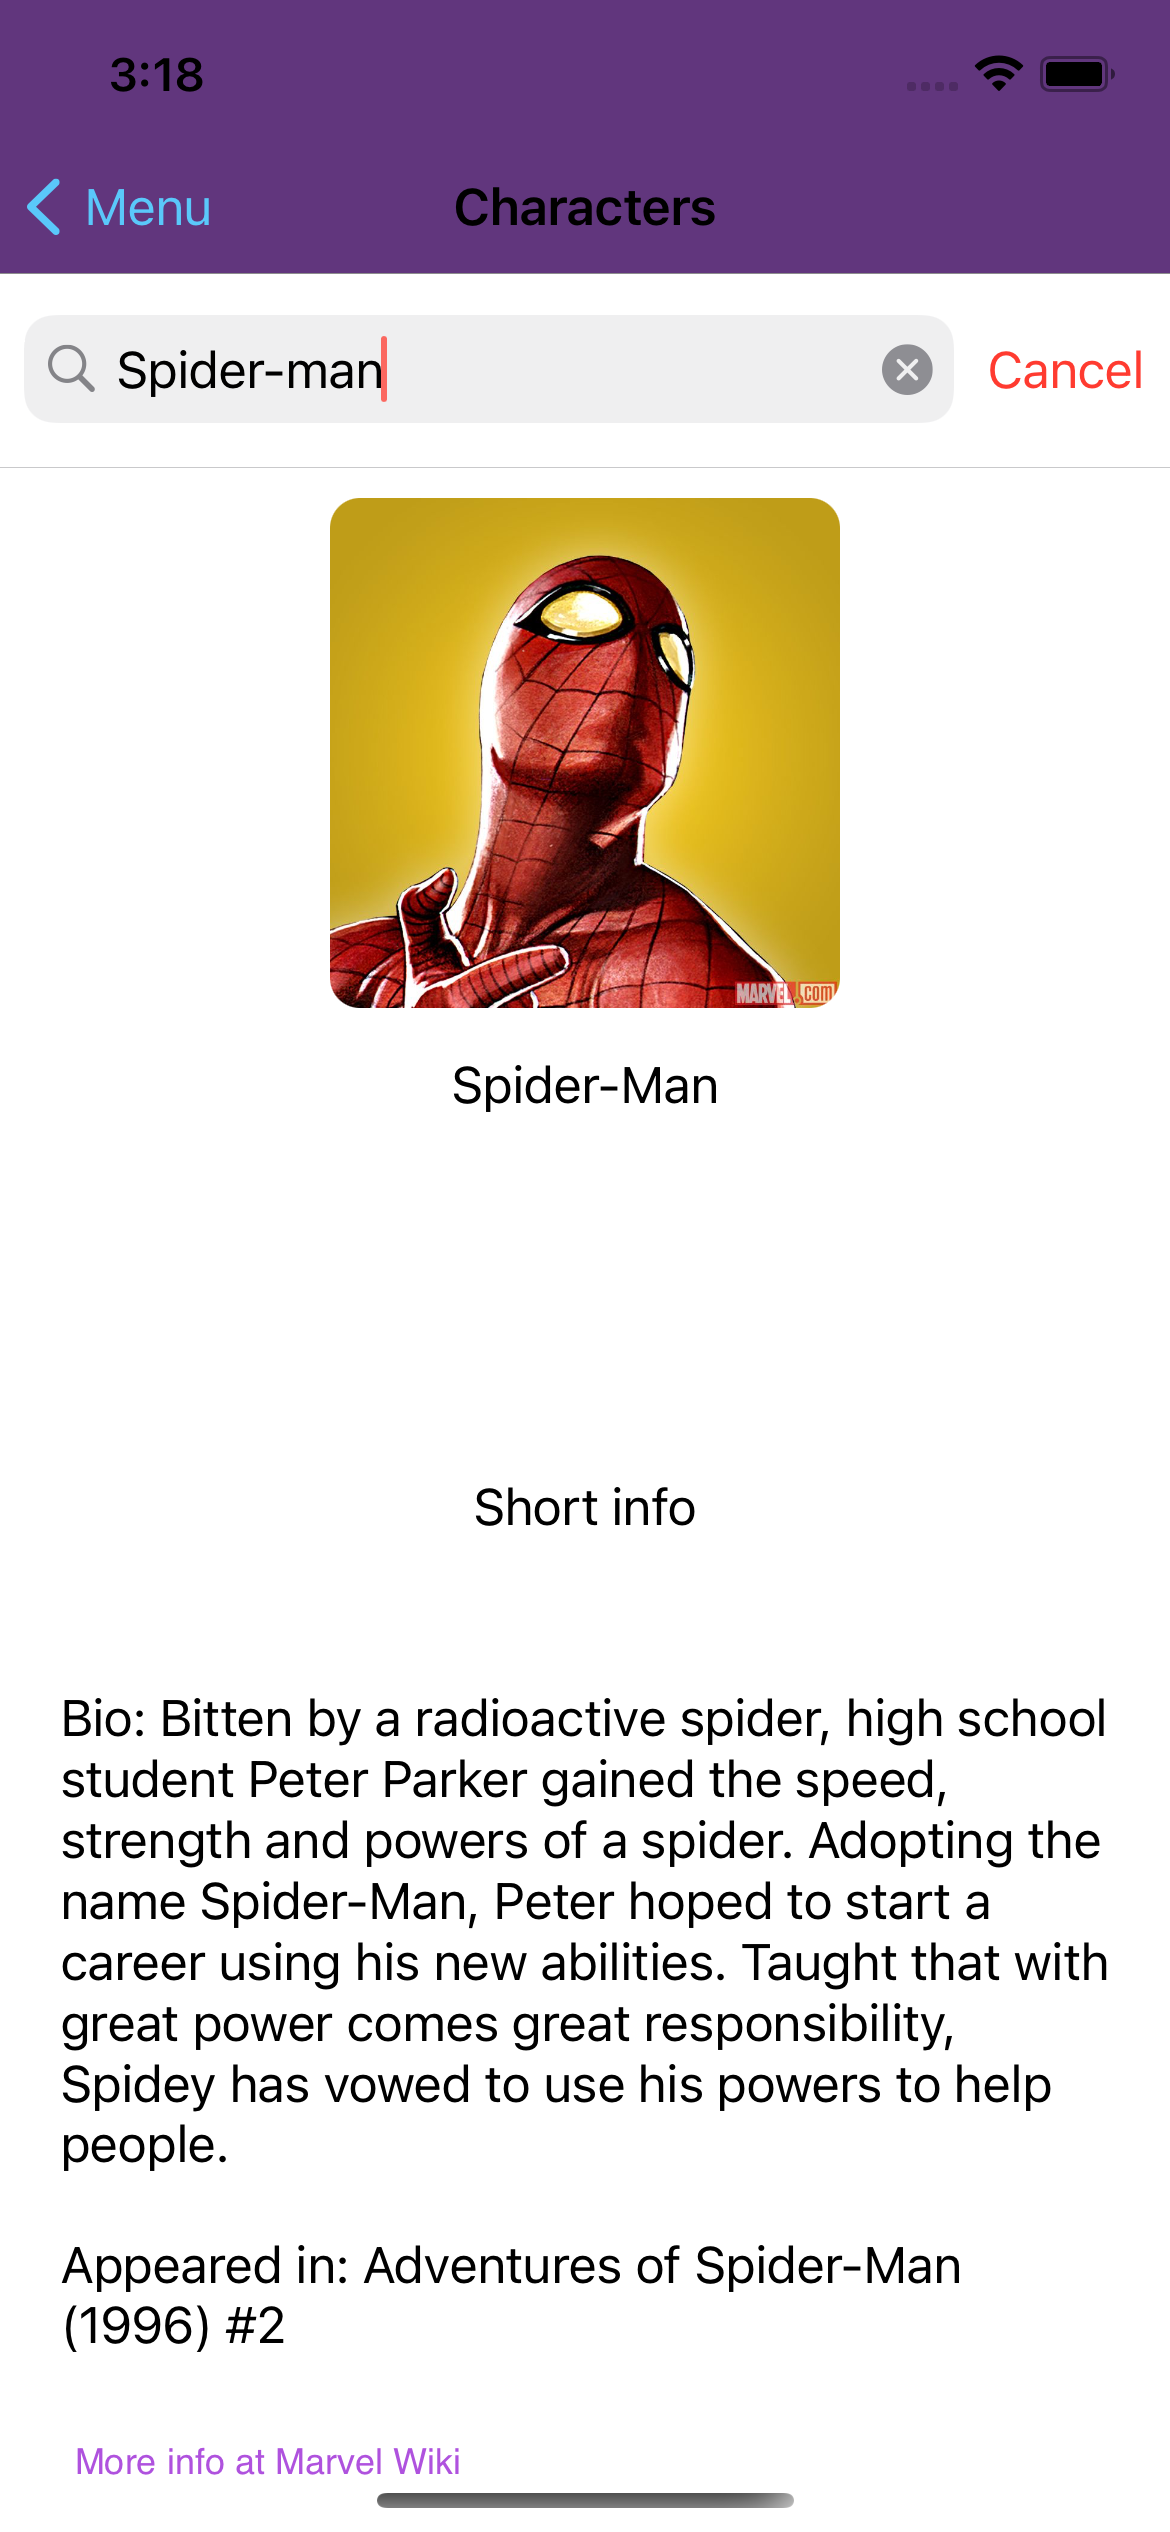 3:18
Menu
Characters
Spider-man
Cancel
MARVEL.COM
Spider-Man
Short info
Bio: Bitten by a radioactive spider, high school
student Peter Parker gained the speed,
strength and powers of a spider. Adopting the
name Spider-Man, Peter hoped to start a
career using his new abilities. Taught that with
great power comes great responsibility,
Spidey has vowed to use his powers to help
people.
Appeared in: Adventures of Spider-Man
(1996) #2
More info at Marvel Wiki